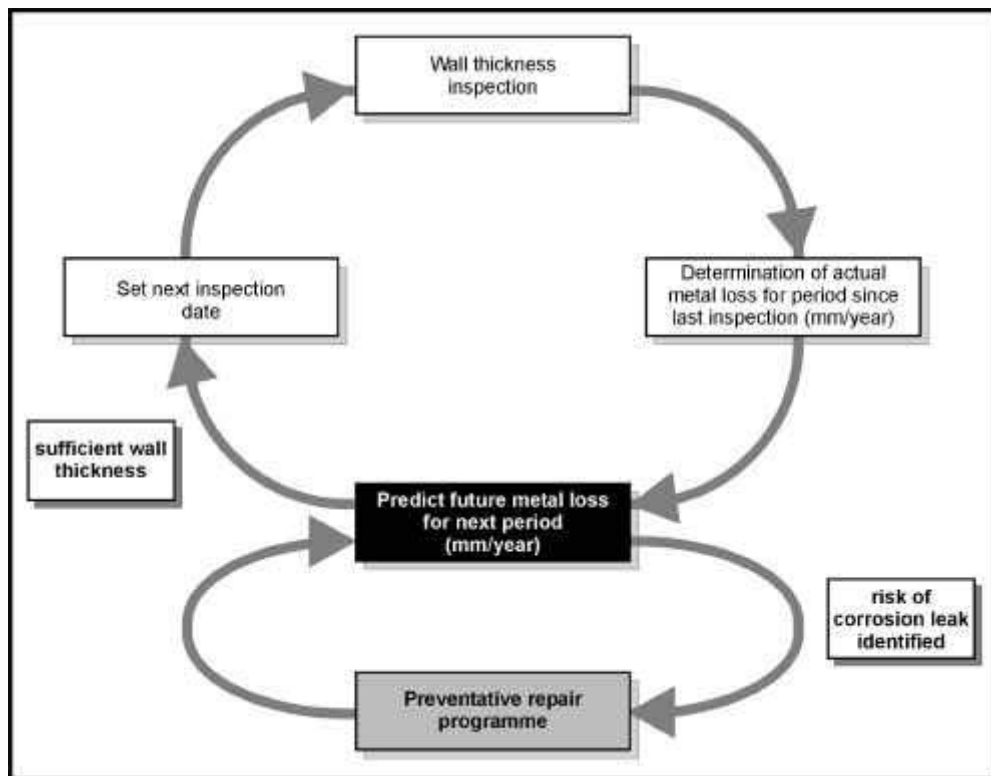 Wall thickness
inspection
Set next inspection
date
Determination of actual
metal loss for period since
last inspection (mm/year)
sufficient wall
thickness
Predict future metal loss
for next period
(mm/year)
risk of
corrosion leak
identified
Preventative repair
programme